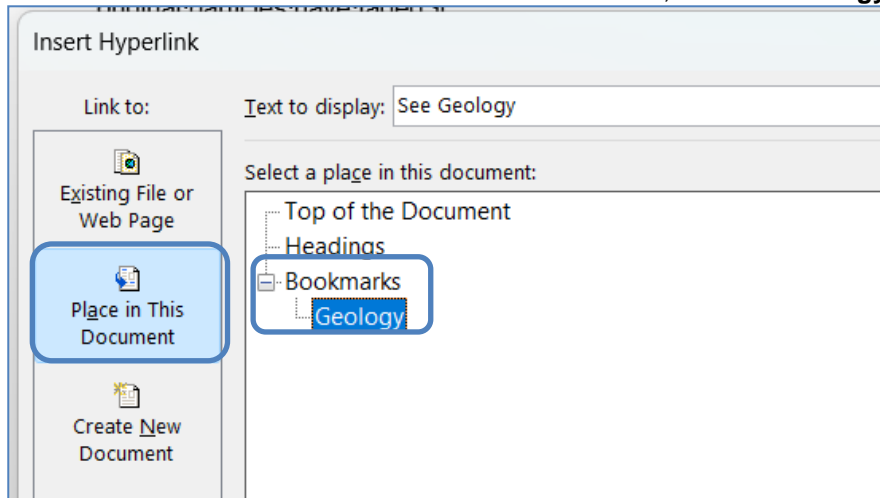 Insert Hyperlink
Link to:
Text to display: See Geology
Existing File or
Web Page
Place in This
Document
Create New
Document
Select a place in this document:
Top of the Document
Headings
Bookmarks
Geology